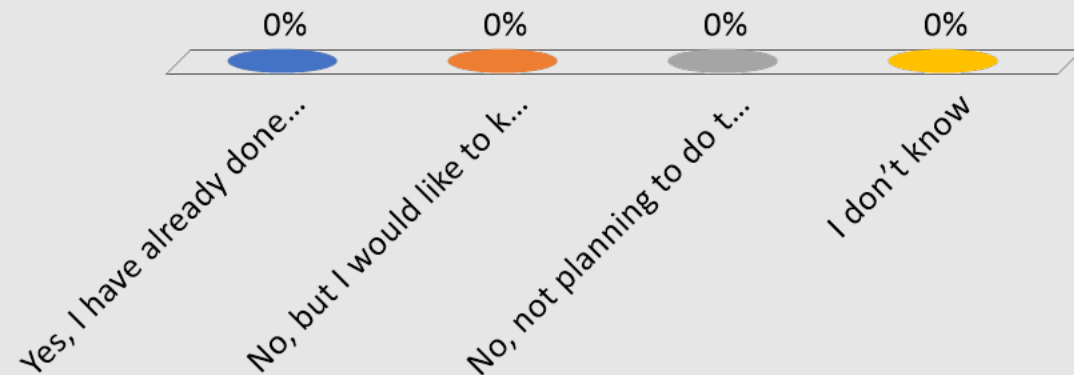 0% 0% 0% 0%
Yes, I have already done...
No, but I would like to k...
No, not planning to do t...
I don’t know